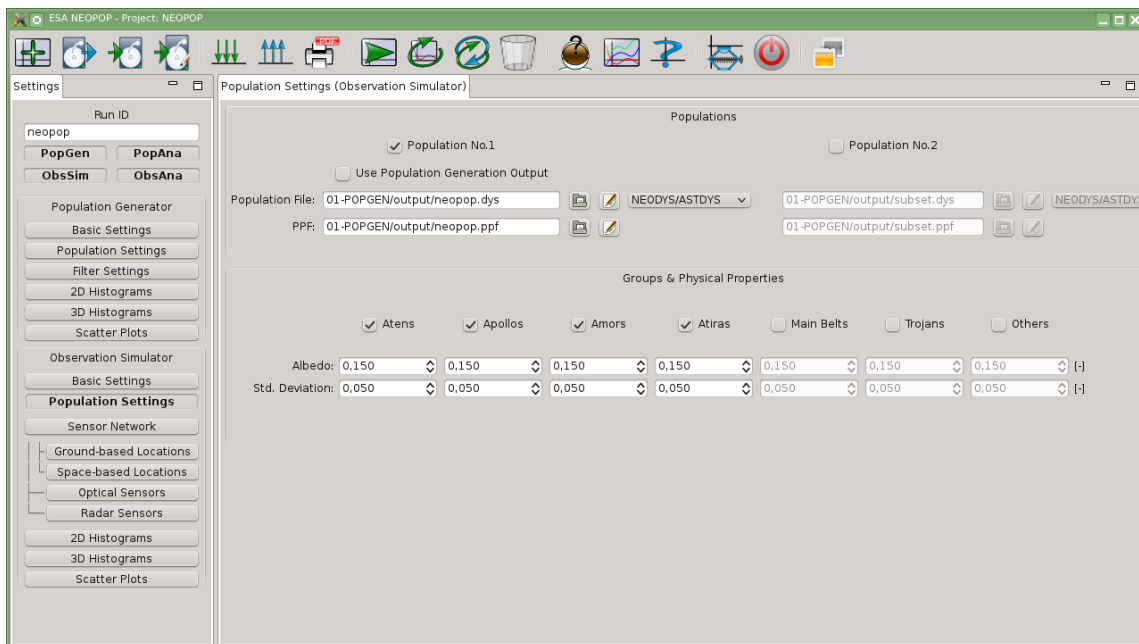 ESA NEOPOP - Project: NEOPOP
PDF
Settings
Run ID
neopop
PopGen PopAna
ObsSim ObsAna
Population Generator
Basic Settings
Population Settings
Filter Settings
2D Histograms
3D Histograms
Scatter Plots
Observation Simulator
Basic Settings
Population Settings
Sensor Network
Ground-based Locations
Space-based Locations
Optical Sensors
Radar Sensors
2D Histograms
3D Histograms
Scatter Plots
Population Settings (Observation Simulator)
Populations
Population No.1 Population No.2
Use Population Generation Output
Population File: 01-POPGEN/output/neopop.dys NEODYS/ASTDYS 01-POPGEN/output/subset.dys NEODYS/ASTDYS
PPF: 01-POPGEN/output/neopop.ppf 01-POPGEN/output/subset.ppf
Groups & Physical Properties
Atens Apollos Amors Atiras Main Belts Trojans Others
Albedo: 0,150 0,150 0,150 0,150 0,150 0,150 0,150 [-]
Std. Deviation: 0,050 0,050 0,050 0,050 0,050 0,050 0,050 [-]